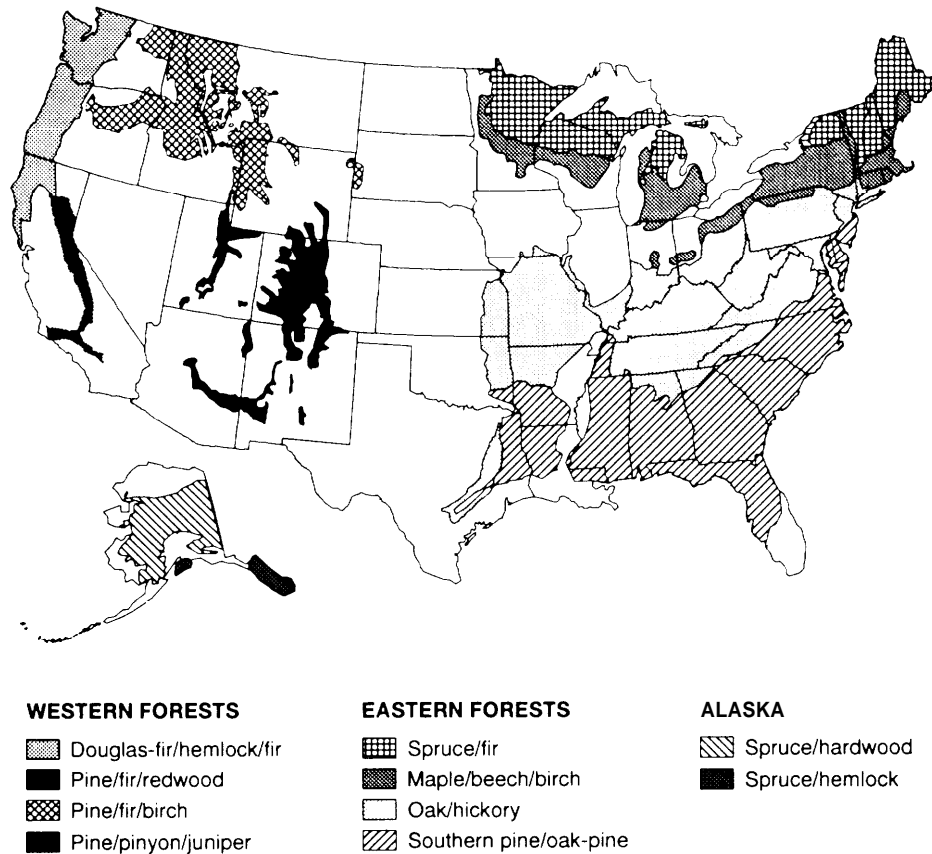 WESTERN FORESTS
Douglas-fir/hemlock/fir
Pine/fir/redwood
Pine/fir/birch
Pine/pinyon/juniper
EASTERN FORESTS
Spruce/fir
Maple/beech/birch
Oak/hickory
Southern pine/oak-pine
ALASKA
Spruce/hardwood
Spruce/hemlock